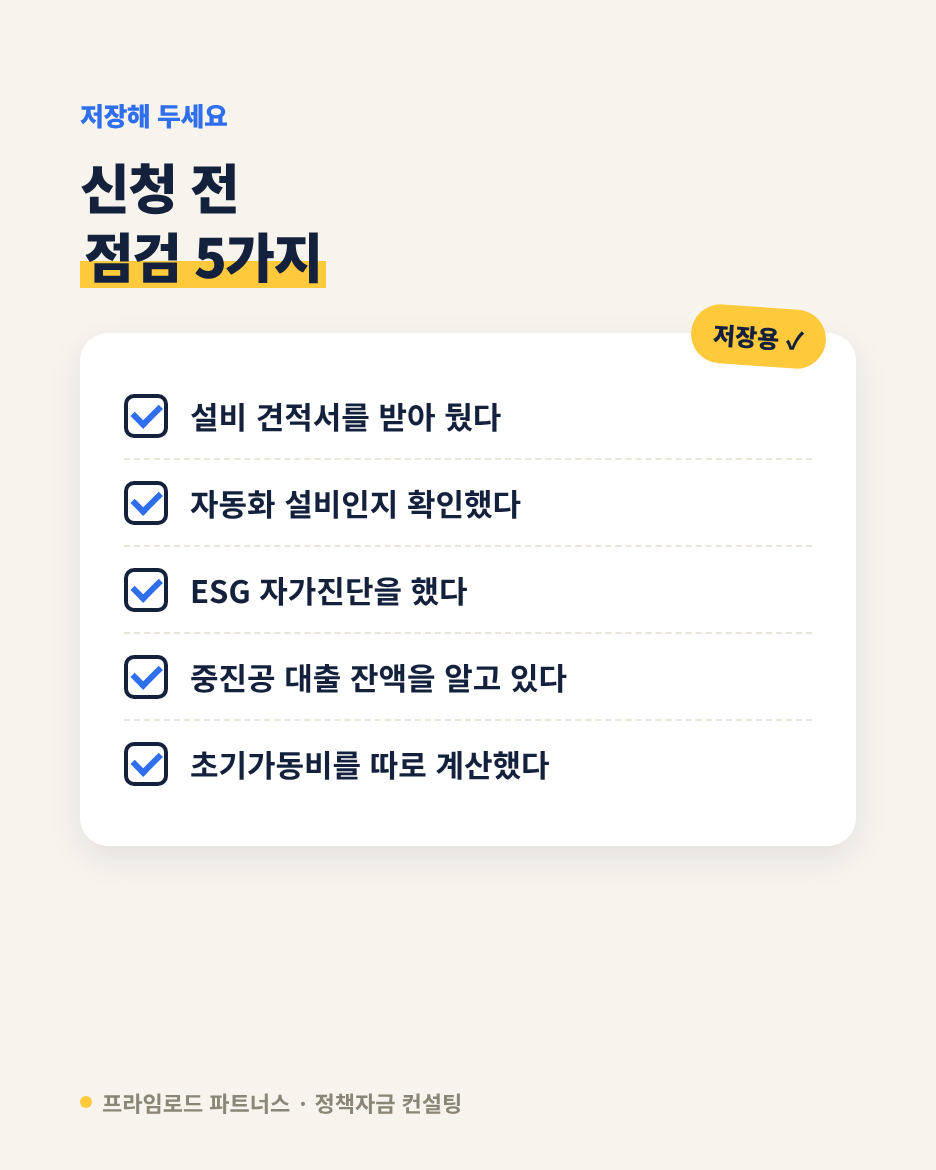 저장해 두세요
신청 전
점검 5가지
저장용 ✓
설비 견적서를 받아 뒀다
자동화 설비인지 확인했다
ESG 자가진단을 했다
중진공 대출 잔액을 알고 있다
초기가동비를 따로 계산했다
프라임로드 파트너스 · 정책자금 컨설팅